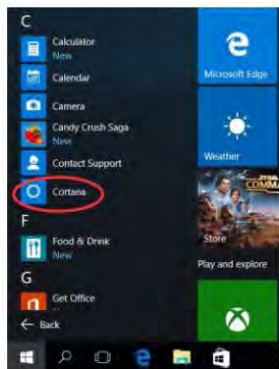 C
Calculator
New
Calendar
Camera
Candy Crush Saga
New
Contact Support
Cortana
F
Food & Drink
New
G
Get Office
Back
Microsoft Edge
Weather
COMMA
Store
Play and explore